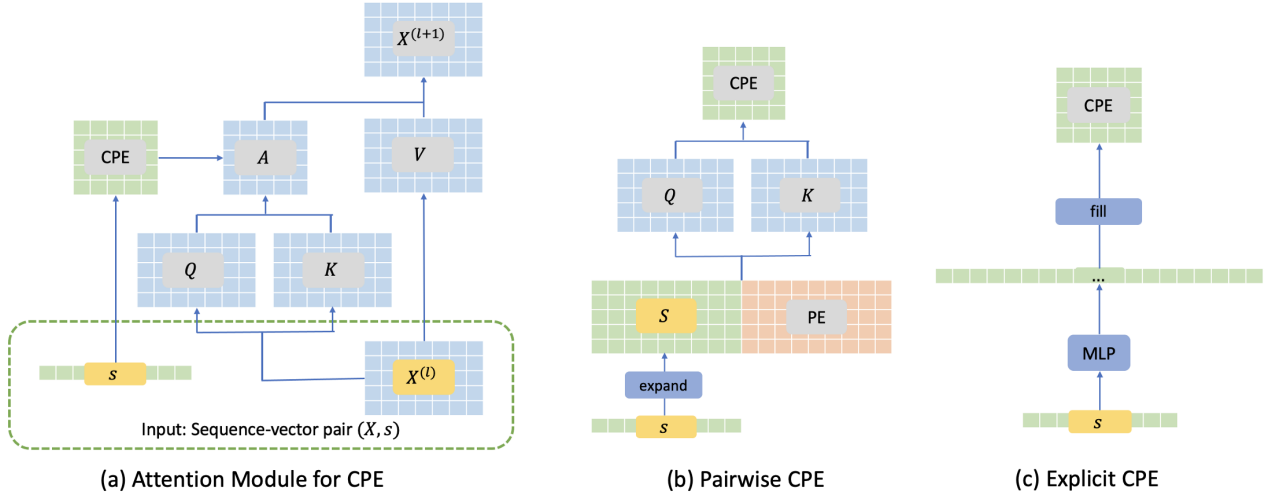 X^{(l+1)}
CPE
A
V
Q
K
s
X^{(l)}
Input: Sequence-vector pair (X, s)
(a) Attention Module for CPE
CPE
Q
K
S
PE
expand
s
(b) Pairwise CPE
CPE
fill
...
MLP
s
(c) Explicit CPE